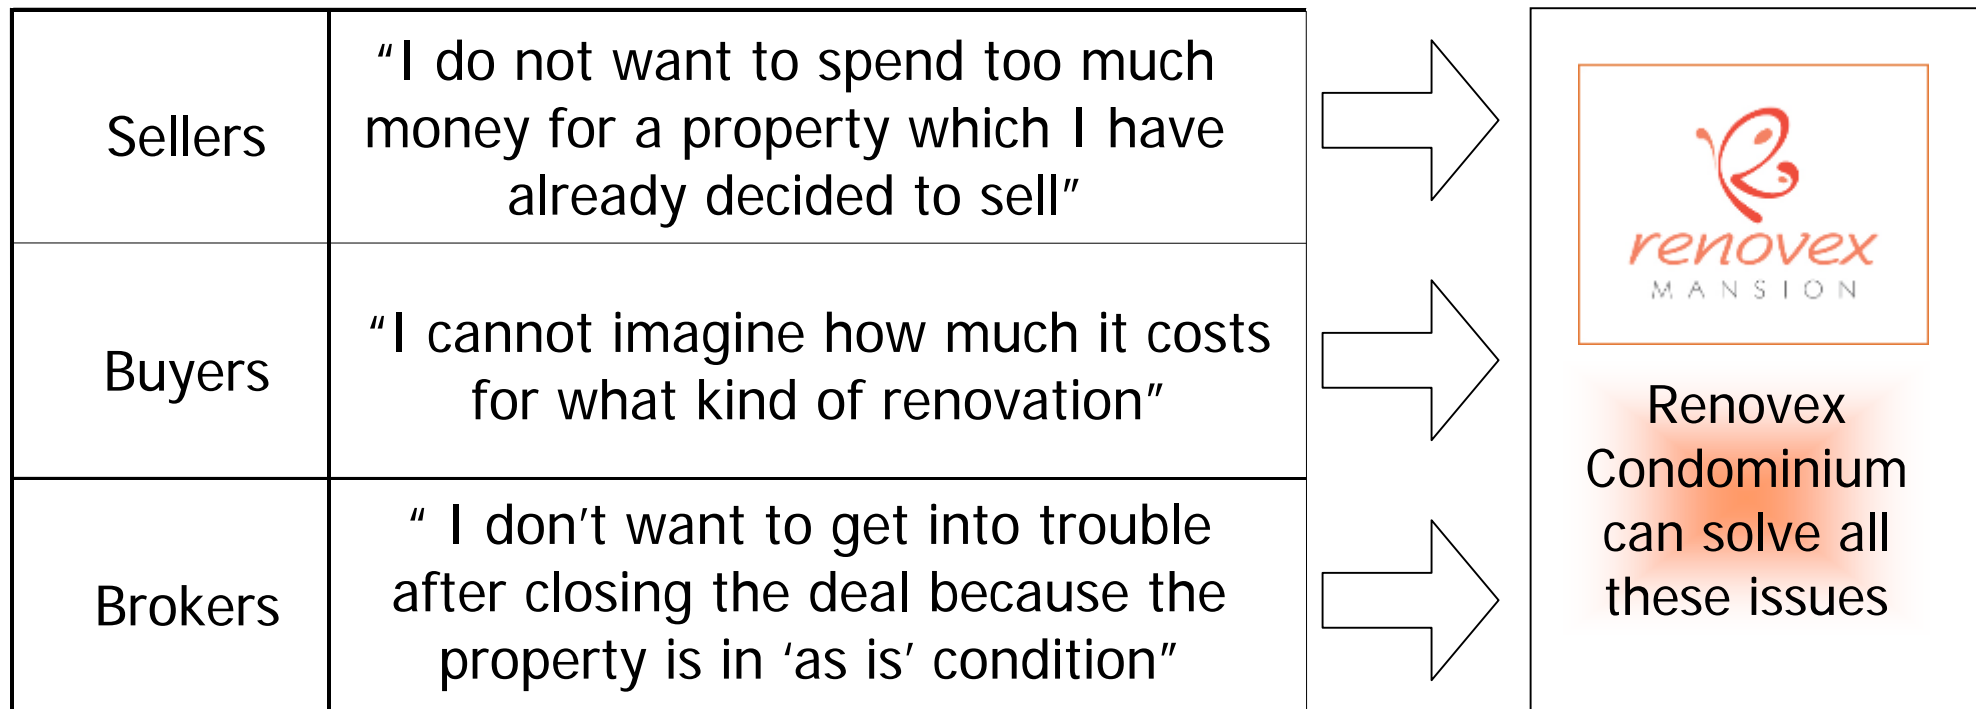 Sellers
“I do not want to spend too much
money for a property which I have
already decided to sell”
Buyers
“I cannot imagine how much it costs
for what kind of renovation”
Brokers
“ I don’t want to get into trouble
after closing the deal because the
property is in ‘as is’ condition”
renovex
MANSION
Renovex
Condominium
can solve all
these issues